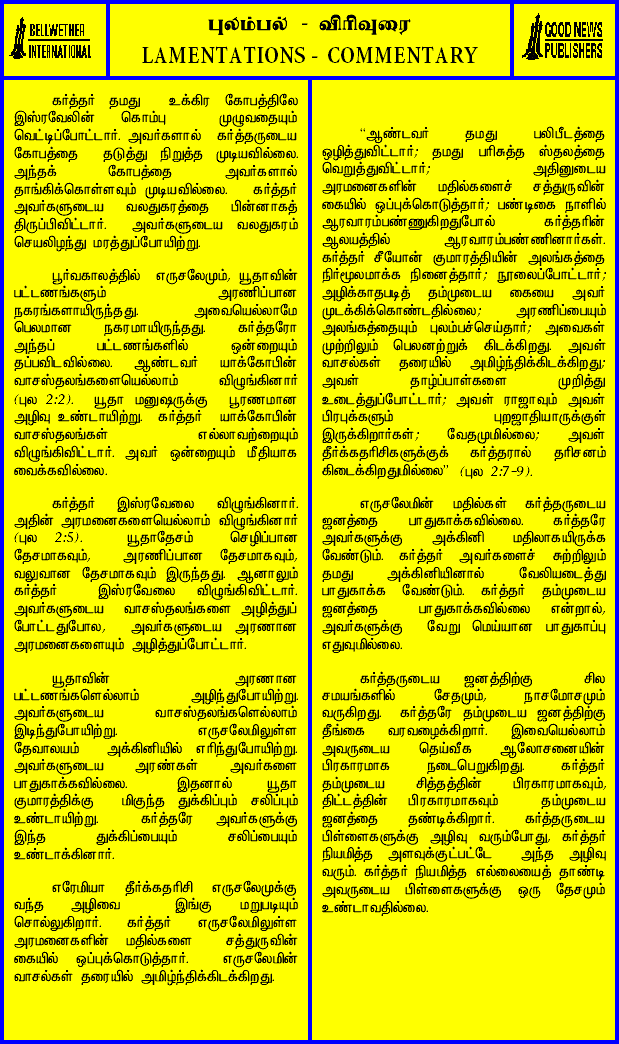 BELLWETHER
INTERNATIONAL
புலம்பல் - விரிவுரை
LAMENTATIONS - COMMENTARY
GOOD NEWS
PUBLISHERS
கர்த்தர் தமது உக்கிர கோபத்திலே
இஸ்ரவேலின் கொம்பு முழுவதையும்
வெட்டிப்போட்டார். அவர்களால் கர்த்தருடைய
கோபத்தை தடுத்து நிறுத்த முடியவில்லை.
அந்தக் கோபத்தை அவர்களால்
தாங்கிக்கொள்ளவும் முடியவில்லை. கர்த்தர்
அவர்களுடைய வலதுகரத்தை பின்னாகத்
திருப்பிவிட்டார். அவர்களுடைய வலதுகரம்
செயலிழந்து மரத்துப்போயிற்று.
பூர்வகாலத்தில் எருசலேமும், யூதாவின்
பட்டணங்களும் அரணிப்பான
நகரங்களாயிருந்தது. அவையெல்லாமே
பெலமான நகரமாயிருந்தது. கர்த்தரோ
அந்தப் பட்டணங்களில் ஒன்றையும்
தப்பவிடவில்லை. ஆண்டவர் யாக்கோபின்
வாசஸ்தலங்களையெல்லாம் விழுங்கினார்
(புல 2:2). யூதா மனுஷருக்கு பூரணமான
அழிவு உண்டாயிற்று. கர்த்தர் யாக்கோபின்
வாசஸ்தலங்கள் எல்லாவற்றையும்
விழுங்கிவிட்டார். அவர் ஒன்றையும் மீதியாக
வைக்கவில்லை.
கர்த்தர் இஸ்ரவேலை விழுங்கினார்.
அதின் அரமனைகளையெல்லாம் விழுங்கினார்
(புல 2:5). யூதாதேசம் செழிப்பான
தேசமாகவும், அரணிப்பான தேசமாகவும்,
வலுவான தேசமாகவும் இருந்தது. ஆனாலும்
கர்த்தர் இஸ்ரவேலை விழுங்கிவிட்டார்.
அவர்களுடைய வாசஸ்தலங்களை அழித்துப்
போட்டதுபோல, அவர்களுடைய அரணான
அரமனைகளையும் அழித்துப்போட்டார்.
யூதாவின் அரணான
பட்டணங்களெல்லாம் அழிந்துபோயிற்று.
அவர்களுடைய வாசஸ்தலங்களெல்லாம்
இடிந்துபோயிற்று. எருசலேமிலுள்ள
தேவாலயம் அக்கினியில் எரிந்துபோயிற்று.
அவர்களுடைய அரண்கள் அவர்களை
பாதுகாக்கவில்லை. இதனால் யூதா
குமாரத்திக்கு மிகுந்த துக்கிப்பும் சலிப்பும்
உண்டாயிற்று. கர்த்தரே அவர்களுக்கு
இந்த துக்கிப்பையும் சலிப்பையும்
உண்டாக்கினார்.
எரேமியா தீர்க்கதரிசி எருசலேமுக்கு
வந்த அழிவை இங்கு மறுபடியும்
சொல்லுகிறார். கர்த்தர் எருசலேமிலுள்ள
அரமனைகளின் மதில்களை சத்துருவின்
கையில் ஒப்புக்கொடுத்தார். எருசலேமின்
வாசல்கள் தரையில் அமிழ்ந்திக்கிடக்கிறது.
"ஆண்டவர் தமது பலிபீடத்தை
ஒழித்துவிட்டார்; தமது பரிசுத்த ஸ்தலத்தை
வெறுத்துவிட்டார்; அதினுடைய
அரமனைகளின் மதில்களைச் சத்துருவின்
கையில் ஒப்புக்கொடுத்தார்; பண்டிகை நாளில்
ஆரவாரம்பண்ணுகிறதுபோல் கர்த்தரின்
ஆலயத்தில் ஆரவாரம்பண்ணினார்கள்.
கர்த்தர் சீயோன் குமாரத்தியின் அலங்கத்தை
நிர்மூலமாக்க நினைத்தார்; நூலைப்போட்டார்;
அழிக்காதபடித் தம்முடைய கையை அவர்
முடக்கிக்கொண்டதில்லை; அரணிப்பையும்
அலங்கத்தையும் புலம்பச்செய்தார்; அவைகள்
முற்றிலும் பெலனற்றுக் கிடக்கிறது. அவள்
வாசல்கள் தரையில் அமிழ்ந்திக்கிடக்கிறது;
அவள் தாழ்ப்பாள்களை முறித்து
உடைத்துப்போட்டார்; அவள் ராஜாவும் அவள்
பிரபுக்களும் புறஜாதியாருக்குள்
இருக்கிறார்கள்; வேதமுமில்லை; அவள்
தீர்க்கதரிசிகளுக்குக் கர்த்தரால் தரிசனம்
கிடைக்கிறதுமில்லை" (புல 2:7-9).
எருசலேமின் மதில்கள் கர்த்தருடைய
ஜனத்தை பாதுகாக்கவில்லை. கர்த்தரே
அவர்களுக்கு அக்கினி மதிலாகயிருக்க
வேண்டும். கர்த்தர் அவர்களைச் சுற்றிலும்
தமது அக்கினியினால் வேலியடைத்து
பாதுகாக்க வேண்டும். கர்த்தர் தம்முடைய
ஜனத்தை பாதுகாக்கவில்லை என்றால்,
அவர்களுக்கு வேறு மெய்யான பாதுகாப்பு
எதுவுமில்லை.
கர்த்தருடைய ஜனத்திற்கு சில
சமயங்களில் சேதமும், நாசமோசமும்
வருகிறது. கர்த்தரே தம்முடைய ஜனத்திற்கு
தீங்கை வரவழைக்கிறார். இவையெல்லாம்
அவருடைய தெய்வீக ஆலோசனையின்
பிரகாரமாக நடைபெறுகிறது. கர்த்தர்
தம்முடைய சித்தத்தின் பிரகாரமாகவும்,
திட்டத்தின் பிரகாரமாகவும் தம்முடைய
ஜனத்தை தண்டிக்கிறார். கர்த்தருடைய
பிள்ளைகளுக்கு அழிவு வரும்போது, கர்த்தர்
நியமித்த அளவுக்குட்பட்டே அந்த அழிவு
வரும். கர்த்தர் நியமித்த எல்லையைத் தாண்டி
அவருடைய பிள்ளைகளுக்கு ஒரு தேசமும்
உண்டாவதில்லை.